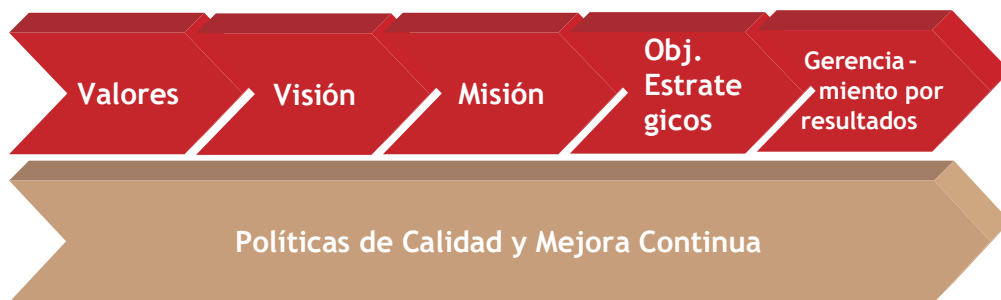 Valores
Visión
Misión
Obj.
Estrate
gicos
Gerencia -
miento por
resultados
Políticas de Calidad y Mejora Continua